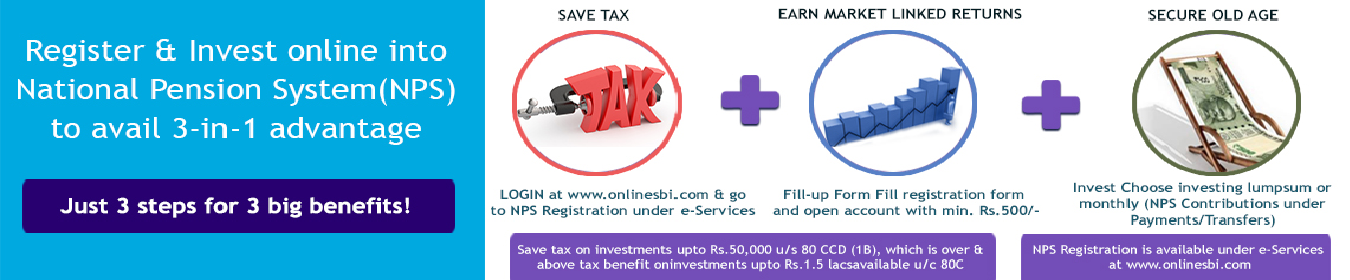 Register & Invest online into
National Pension System(NPS)
to avail 3-in-1 advantage
Just 3 steps for 3 big benefits!
SAVE TAX
TAX
LOGIN at www.onlinesbi.com & go
to NPS Registration under e-Services
EARN MARKET LINKED RETURNS
Fill-up Form Fill registration form
and open account with min. Rs.500/-
SECURE OLD AGE
Invest Choose investing lumpsum or
monthly (NPS Contributions under
Payments/Transfers)
Save tax on investments upto Rs.50,000 u/s 80 CCD (1B), which is over &
above tax benefit oninvestments upto Rs.1.5 lacsavailable u/c 80C
NPS Registration is available under e-Services
at www.onlinesbi.com